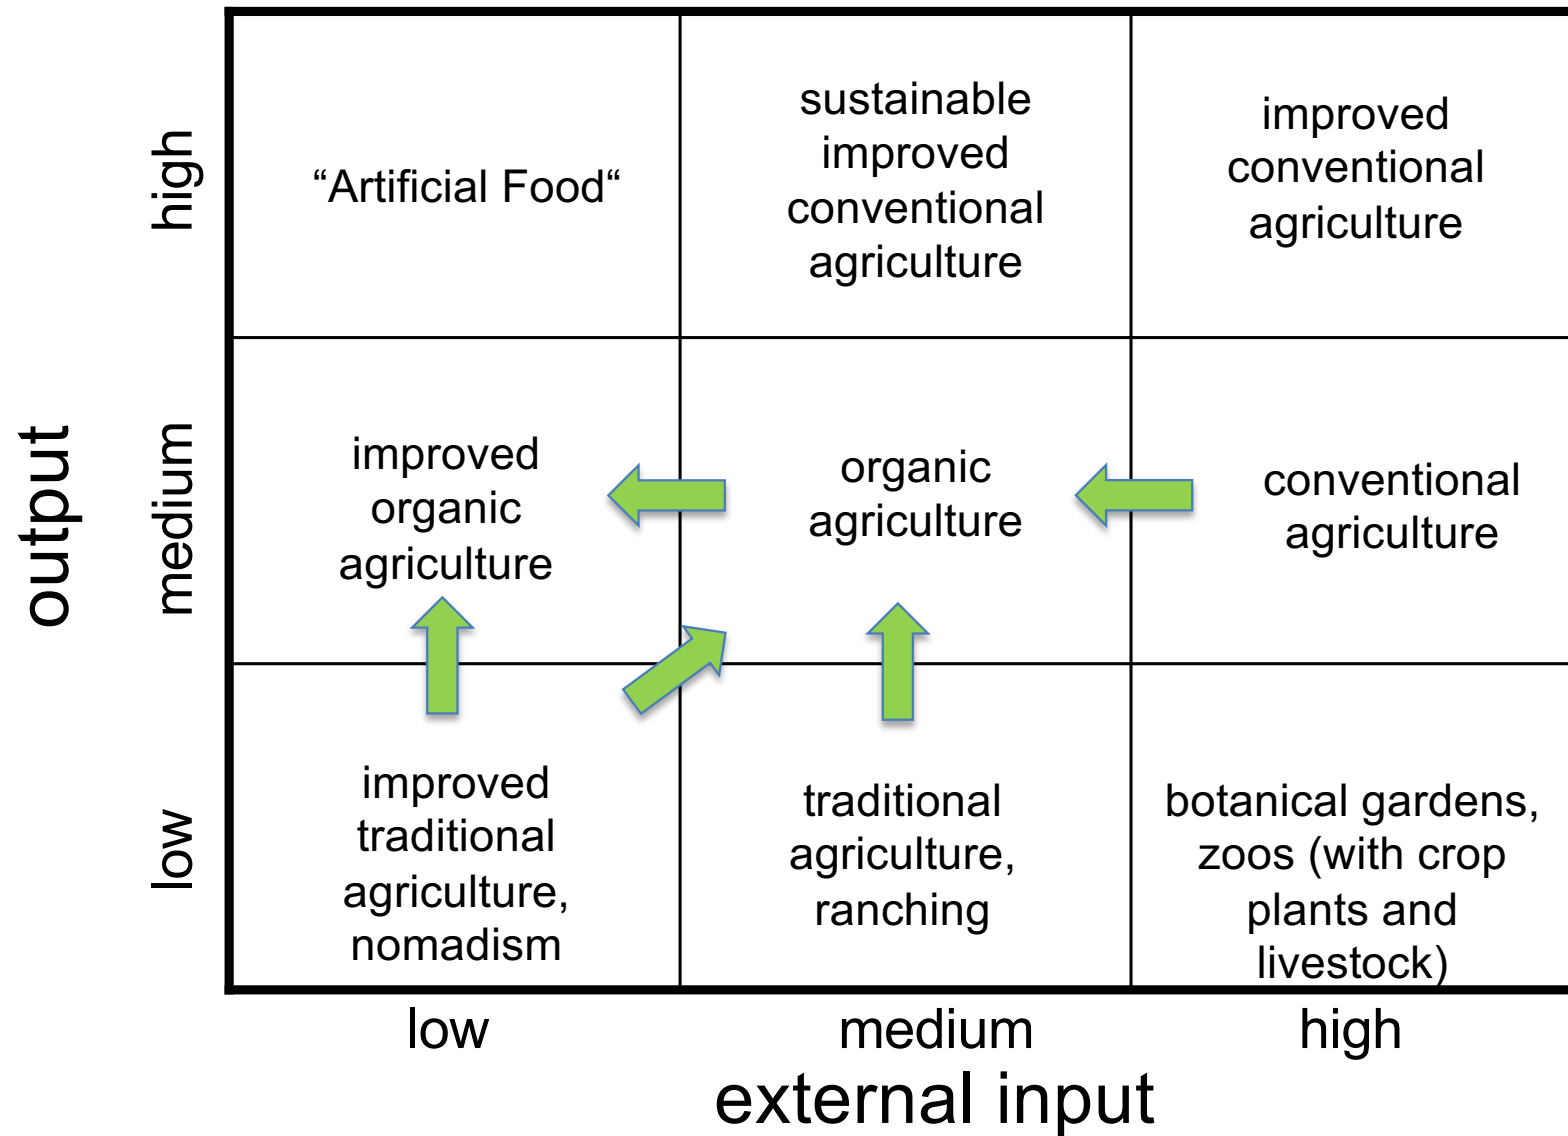 output
high
“Artificial Food“
sustainable
improved
conventional
agriculture
improved
conventional
agriculture
medium
improved
organic
agriculture
organic
agriculture
conventional
agriculture
low
improved
traditional
agriculture,
nomadism
traditional
agriculture,
ranching
botanical gardens,
zoos (with crop
plants and
livestock)
low
medium
high
external input